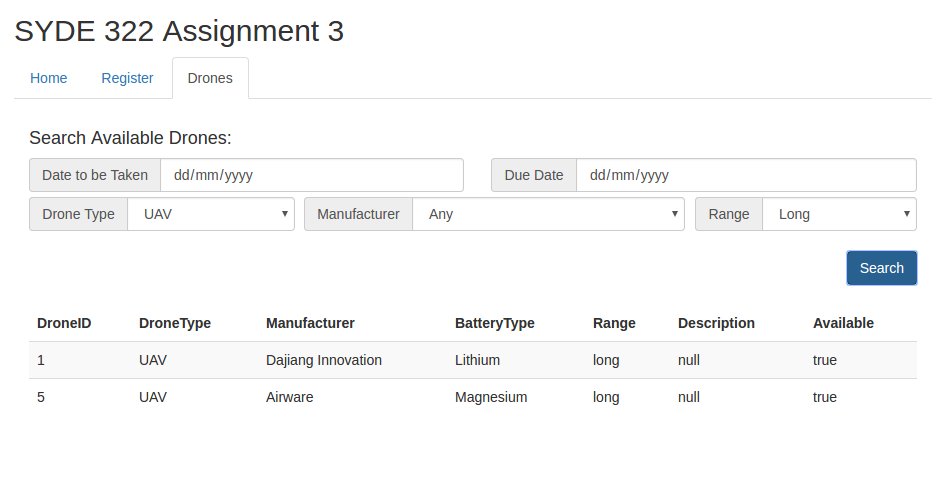 SYDE 322 Assignment 3
Home Register Drones
Search Available Drones:
Date to be Taken dd/mm/yyyy Due Date dd/mm/yyyy
Drone Type UAV Manufacturer Any Range Long
Search
DroneID DroneType Manufacturer BatteryType Range Description Available
1 UAV Dajiang Innovation Lithium long null true
5 UAV Airware Magnesium long null true